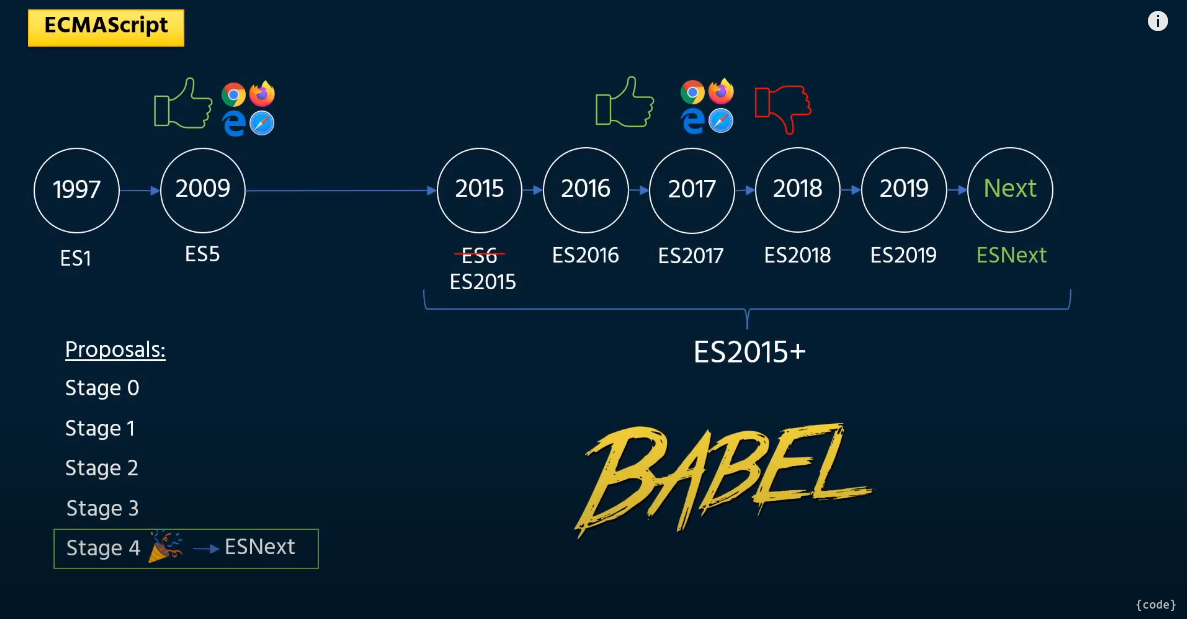 ECMAScript
i
1997
2009
2015
2016
2017
2018
2019
Next
ES1
ES5
ES6
ES2015
ES2016
ES2017
ES2018
ES2019
ESNext
ES2015+
Proposals:
Stage 0
Stage 1
Stage 2
Stage 3
Stage 4 ESNext
BABEL
{code}